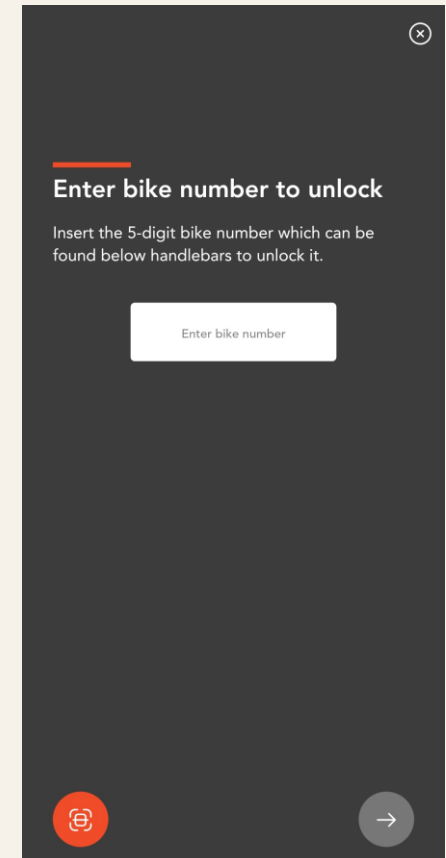 Enter bike number to unlock
Insert the 5-digit bike number which can be
found below handlebars to unlock it.
Enter bike number